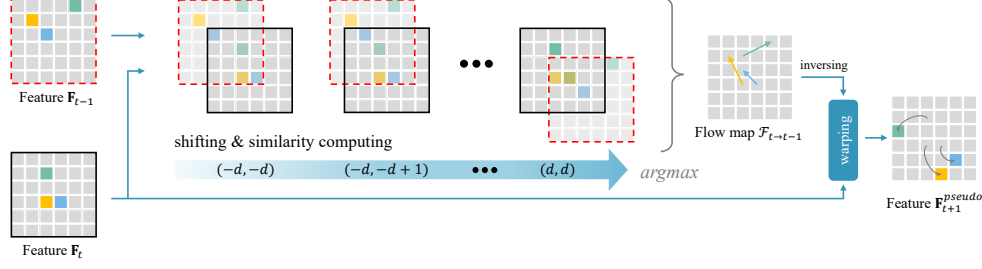 Feature F_{t-1}
shifting & similarity computing
(-d, -d)
(-d, -d + 1)
•••
(d, d)
argmax
Flow map ℱ_{t→t-1}
inversing
warping
Feature F_{t+1}^{pseudo}
Feature F_t